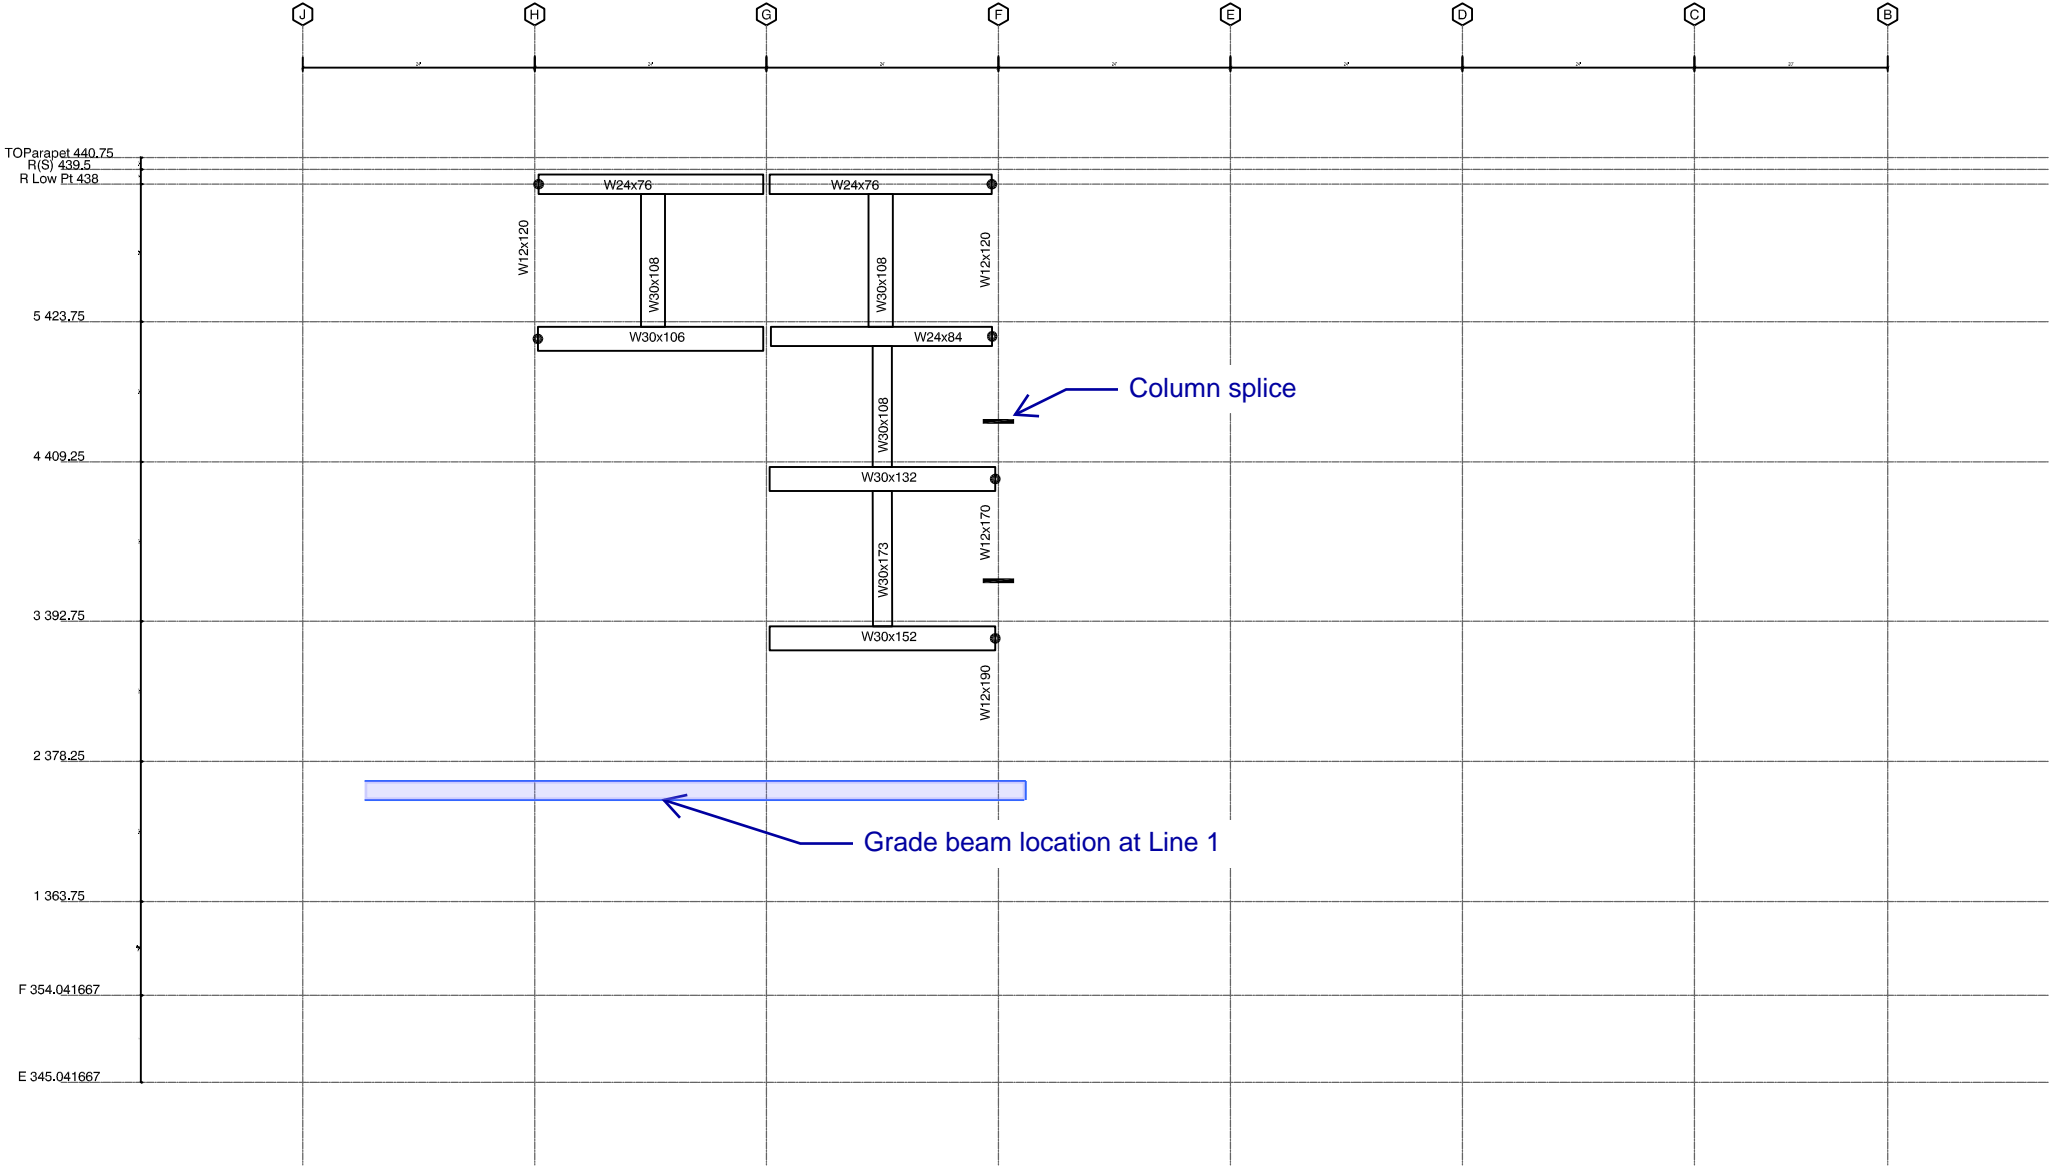 J H G F E D C B
TOParapet 440.75
R(S) 439.5
R Low Pt 438
W24x76 W24x76
W12x120 W30x108 W30x108 W12x120
5 423.75
W30x106 W24x84
Column splice
W30x108
4 409.25
W30x132
W12x170
W30x173
3 392.75
W30x152
W12x190
2 378.25
Grade beam location at Line 1
1 363.75
F 354.041667
E 345.041667